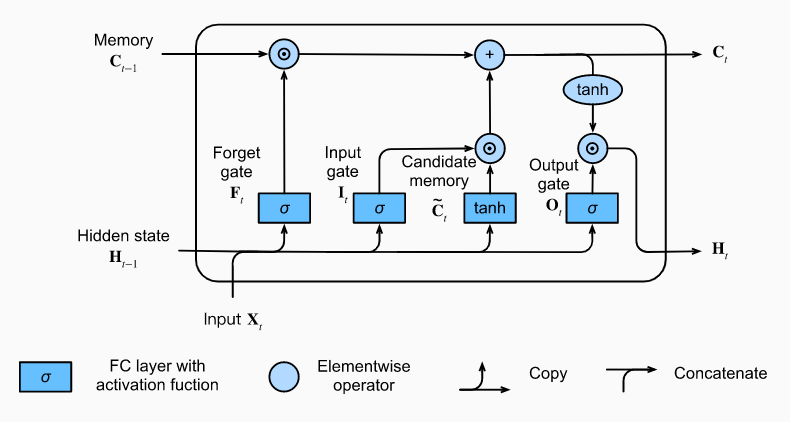 Memory
C_{t−1}
C_t
tanh
Forget
gate
F_t
Input
gate
I_t
Candidate
memory
C̃_t
Output
gate
O_t
σ
σ
tanh
σ
Hidden state
H_{t−1}
H_t
Input X_t
σ
FC layer with
activation fuction
Elementwise
operator
Copy
Concatenate